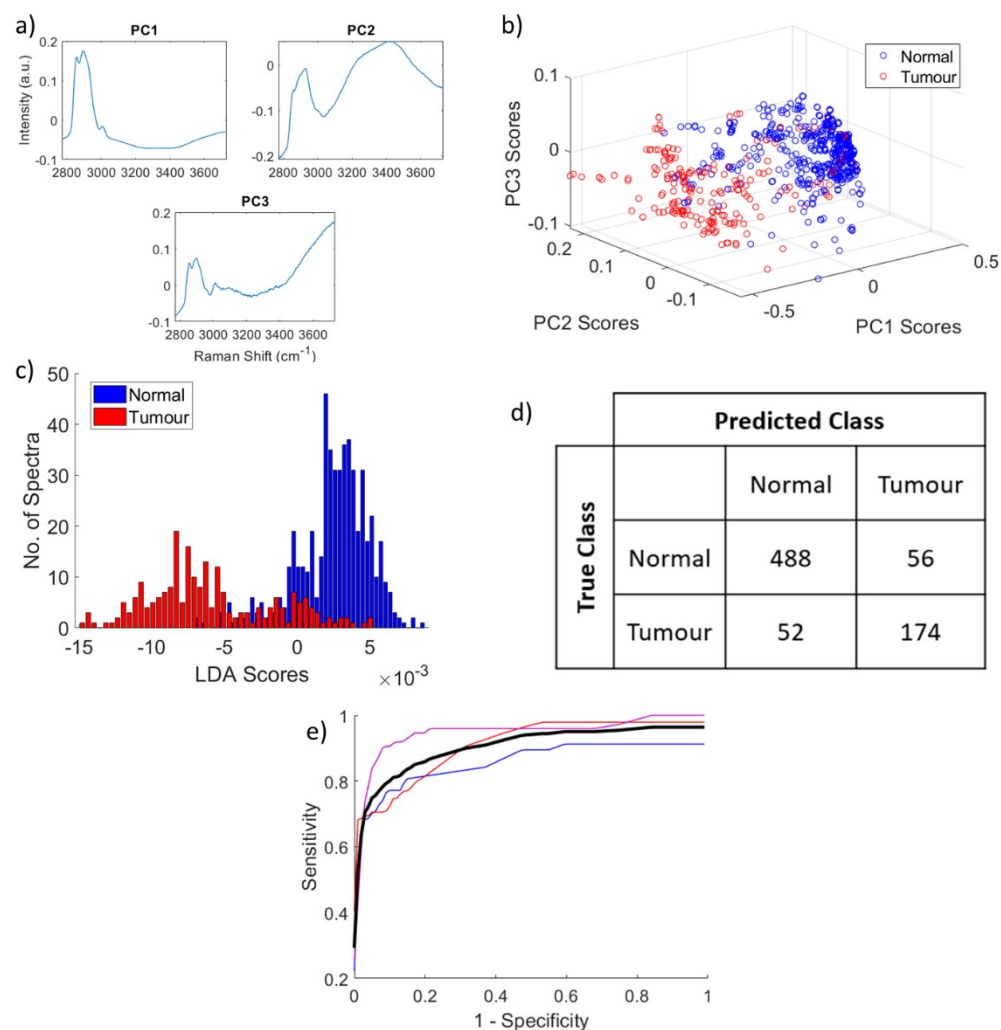 a)
PC1
PC2
Intensity (a.u.)
0.2
0.1
0
-0.1
2800 3000 3200 3400 3600
0
-0.1
-0.2
2800 3000 3200 3400 3600
PC3
0.2
0.1
0
-0.1
2800 3000 3200 3400 3600
Raman Shift (cm-1)
b)
Normal
Tumour
PC3 Scores
0.1
0
-0.1
0.2
0.1
0
-0.1
PC2 Scores
-0.5
0
0.5
PC1 Scores
c)
Normal
Tumour
No. of Spectra
50
40
30
20
10
0
-15 -10 -5 0 5
×10-3
LDA Scores
d)
Predicted Class
True Class
Normal Tumour
Normal 488 56
Tumour 52 174
e)
Sensitivity
1
0.8
0.6
0.4
0.2
0 0.2 0.4 0.6 0.8 1
1 - Specificity